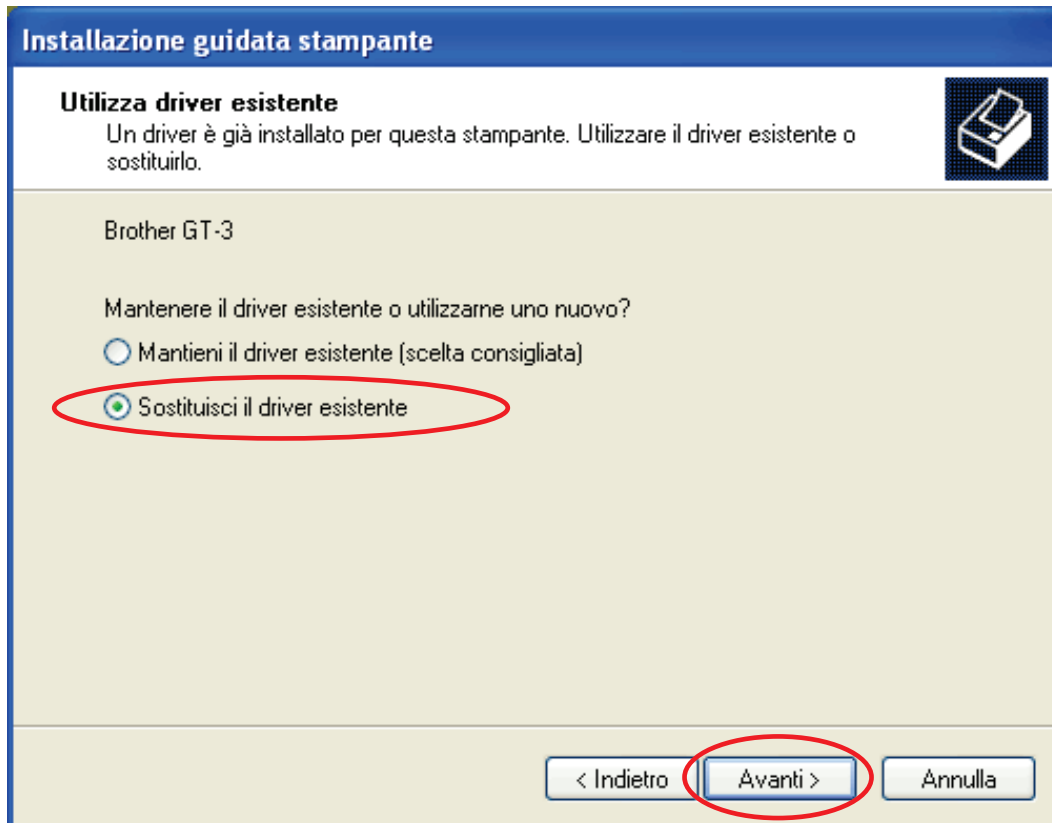 Installazione guidata stampante
Utilizza driver esistente
Un driver è già installato per questa stampante. Utilizzare il driver esistente o
sostituirlo.
Brother GT-3
Mantenere il driver esistente o utilizzarne uno nuovo?
Mantieni il driver esistente (scelta consigliata)
Sostituisci il driver esistente
< Indietro Avanti > Annulla